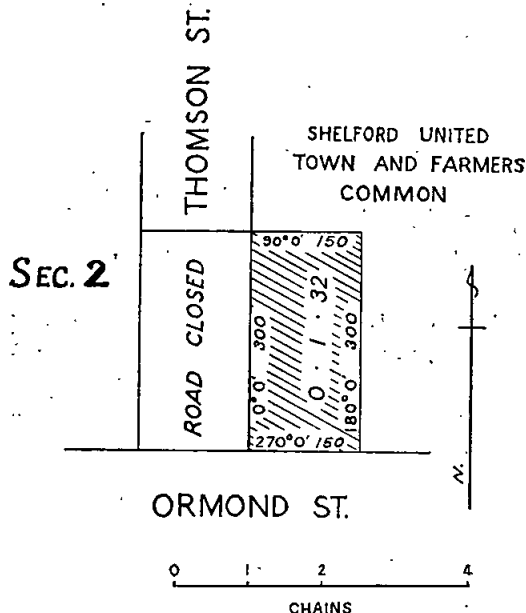 THOMSON ST.
SHELFORD UNITED
TOWN AND FARMERS
COMMON
SEC. 2
ROAD CLOSED
90°0' 150
0°0' 300
0 · 1 · 32
180°0' 300
270°0' 150
N.
ORMOND ST.
0 1 2 4
CHAINS